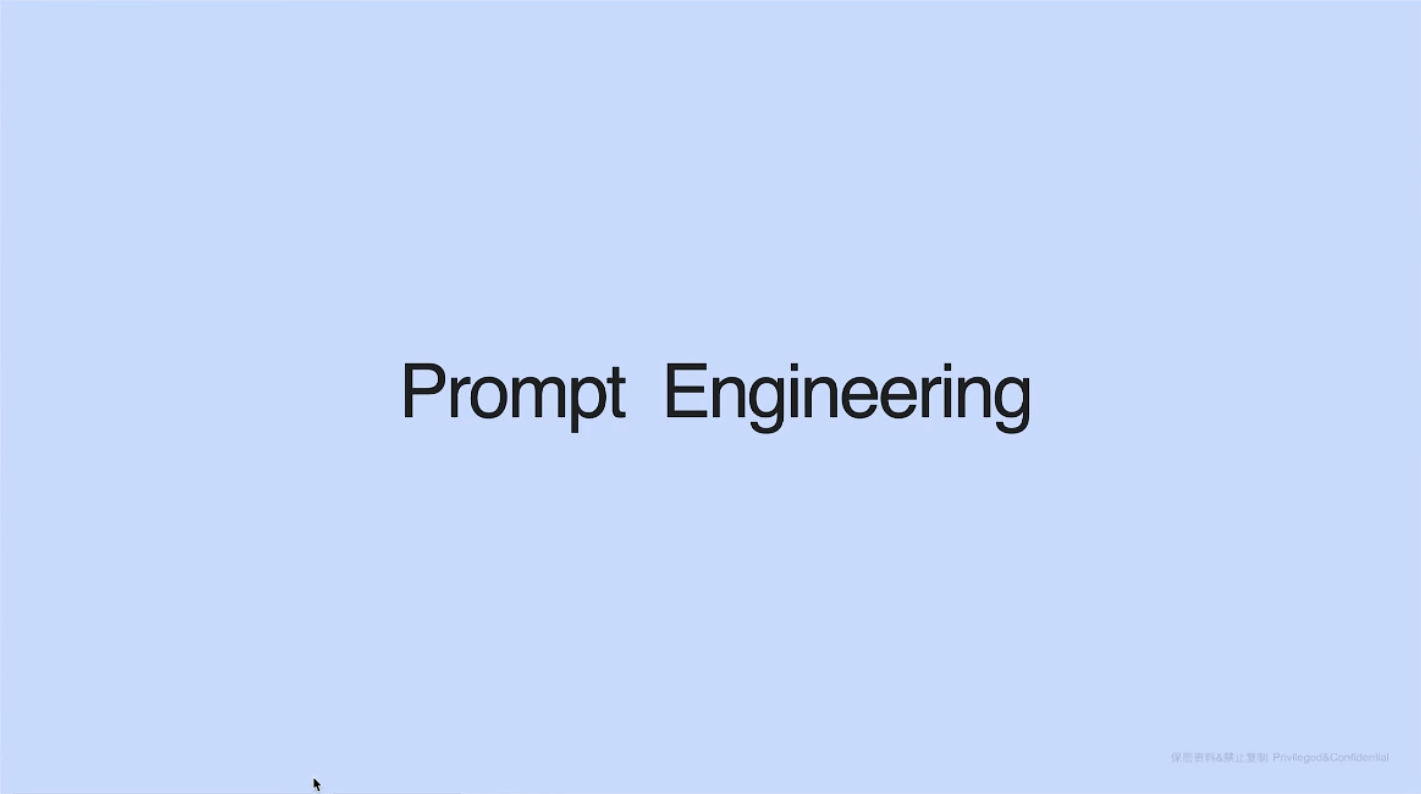 Prompt Engineering
保密资料&禁止复制 Privileged&Confidential